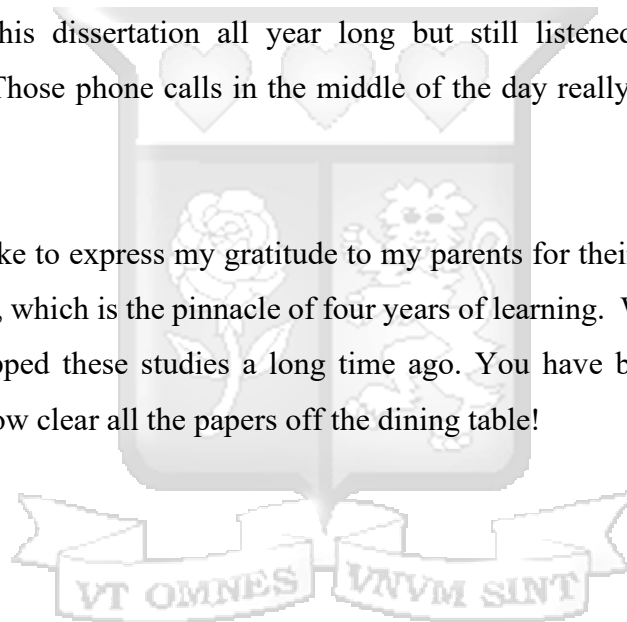 his dissertation all year long but still listened
Those phone calls in the middle of the day really
ke to express my gratitude to my parents for their
, which is the pinnacle of four years of learning.
pped these studies a long time ago. You have b
ow clear all the papers off the dining table!
VT OMNES VNVM SINT